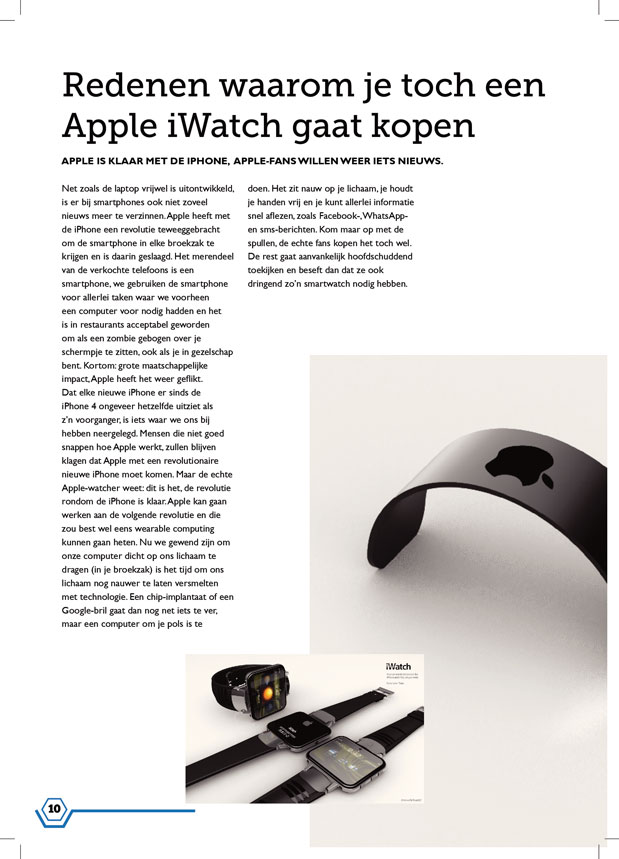 Redenen waarom je toch een
Apple iWatch gaat kopen
APPLE IS KLAAR MET DE IPHONE, APPLE-FANS WILLEN WEER IETS NIEUWS.
Net zoals de laptop vrijwel is uitontwikkeld,
is er bij smartphones ook niet zoveel
nieuws meer te verzinnen. Apple heeft met
de iPhone een revolutie teweeggebracht
om de smartphone in elke broekzak te
krijgen en is daarin geslaagd. Het merendeel
van de verkochte telefoons is een
smartphone, we gebruiken de smartphone
voor allerlei taken waar we voorheen
een computer voor nodig hadden en het
is in restaurants acceptabel geworden
om als een zombie gebogen over je
schermpje te zitten, ook als je in gezelschap
bent. Kortom: grote maatschappelijke
impact, Apple heeft het weer geflikt.
Dat elke nieuwe iPhone er sinds de
iPhone 4 ongeveer hetzelfde uitziet als
z’n voorganger, is iets waar we ons bij
hebben neergelegd. Mensen die niet goed
snappen hoe Apple werkt, zullen blijven
klagen dat Apple met een revolutionaire
nieuwe iPhone moet komen. Maar de echte
Apple-watcher weet: dit is het, de revolutie
rondom de iPhone is klaar. Apple kan gaan
werken aan de volgende revolutie en die
zou best wel eens wearable computing
kunnen gaan heten. Nu we gewend zijn om
onze computer dicht op ons lichaam te
dragen (in je broekzak) is het tijd om ons
lichaam nog nauwer te laten versmelten
met technologie. Een chip-implantaat of een
Google-bril gaat dan nog net iets te ver,
maar een computer om je pols is te
doen. Het zit nauw op je lichaam, je houdt
je handen vrij en je kunt allerlei informatie
snel aflezen, zoals Facebook-, WhatsApp-
en sms-berichten. Kom maar op met de
spullen, de echte fans kopen het toch wel.
De rest gaat aanvankelijk hoofdschuddend
toekijken en beseft dan dat ze ook
dringend zo’n smartwatch nodig hebben.
iWatch
10